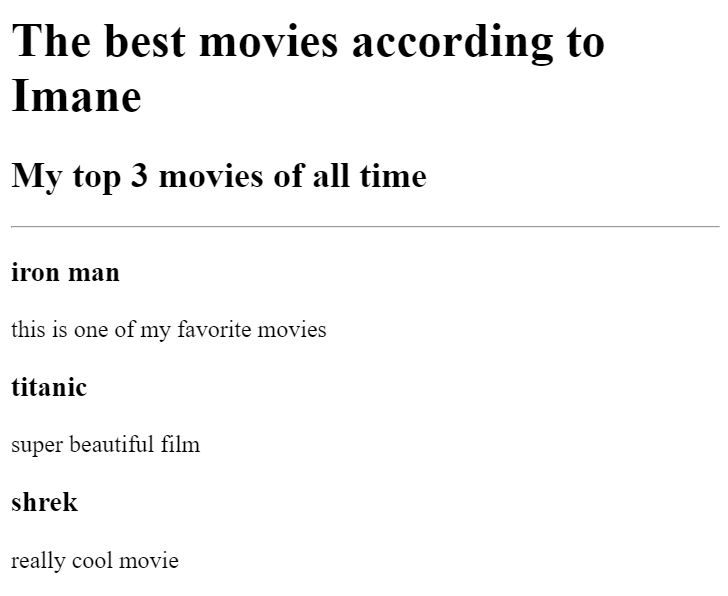 The best movies according to
Imane
My top 3 movies of all time
iron man
this is one of my favorite movies
titanic
super beautiful film
shrek
really cool movie